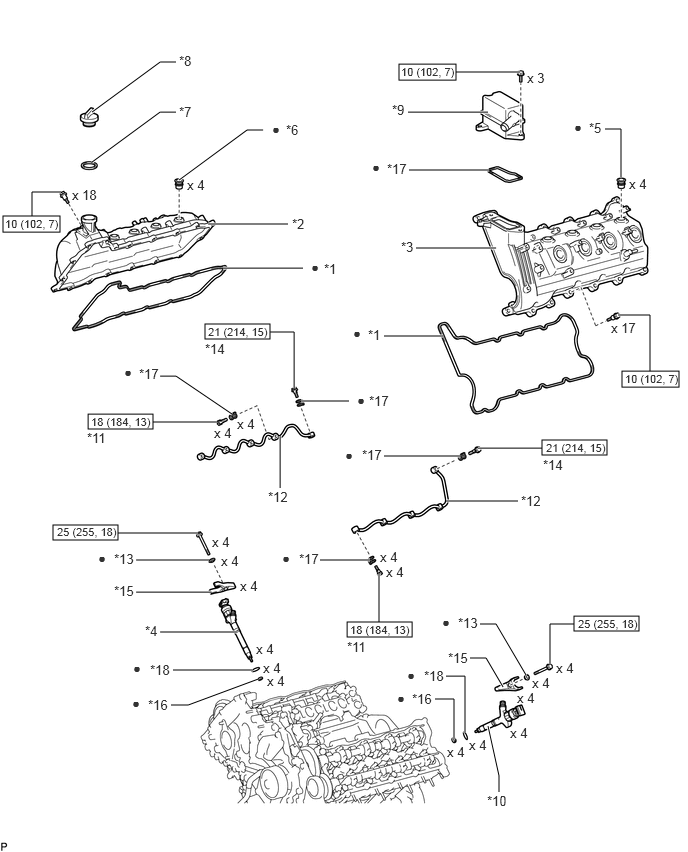 *8
*7
● *6
x 4
x 18
10 (102, 7)
*2
● *1
10 (102, 7)
x 3
*9
● *5
● *17
x 4
*3
x 17
● *1
10 (102, 7)
21 (214, 15)
*14
● *17
● *17
18 (184, 13)
x 4
x 4
*11
*12
● *17
21 (214, 15)
*14
*12
25 (255, 18)
x 4
● *13
x 4
*15
x 4
*4
x 4
● *18
x 4
● *16
x 4
● *17
x 4
x 4
18 (184, 13)
*11
● *13
25 (255, 18)
*15
x 4
x 4
x 4
● *18
● *16
x 4
x 4
x 4
*10
P